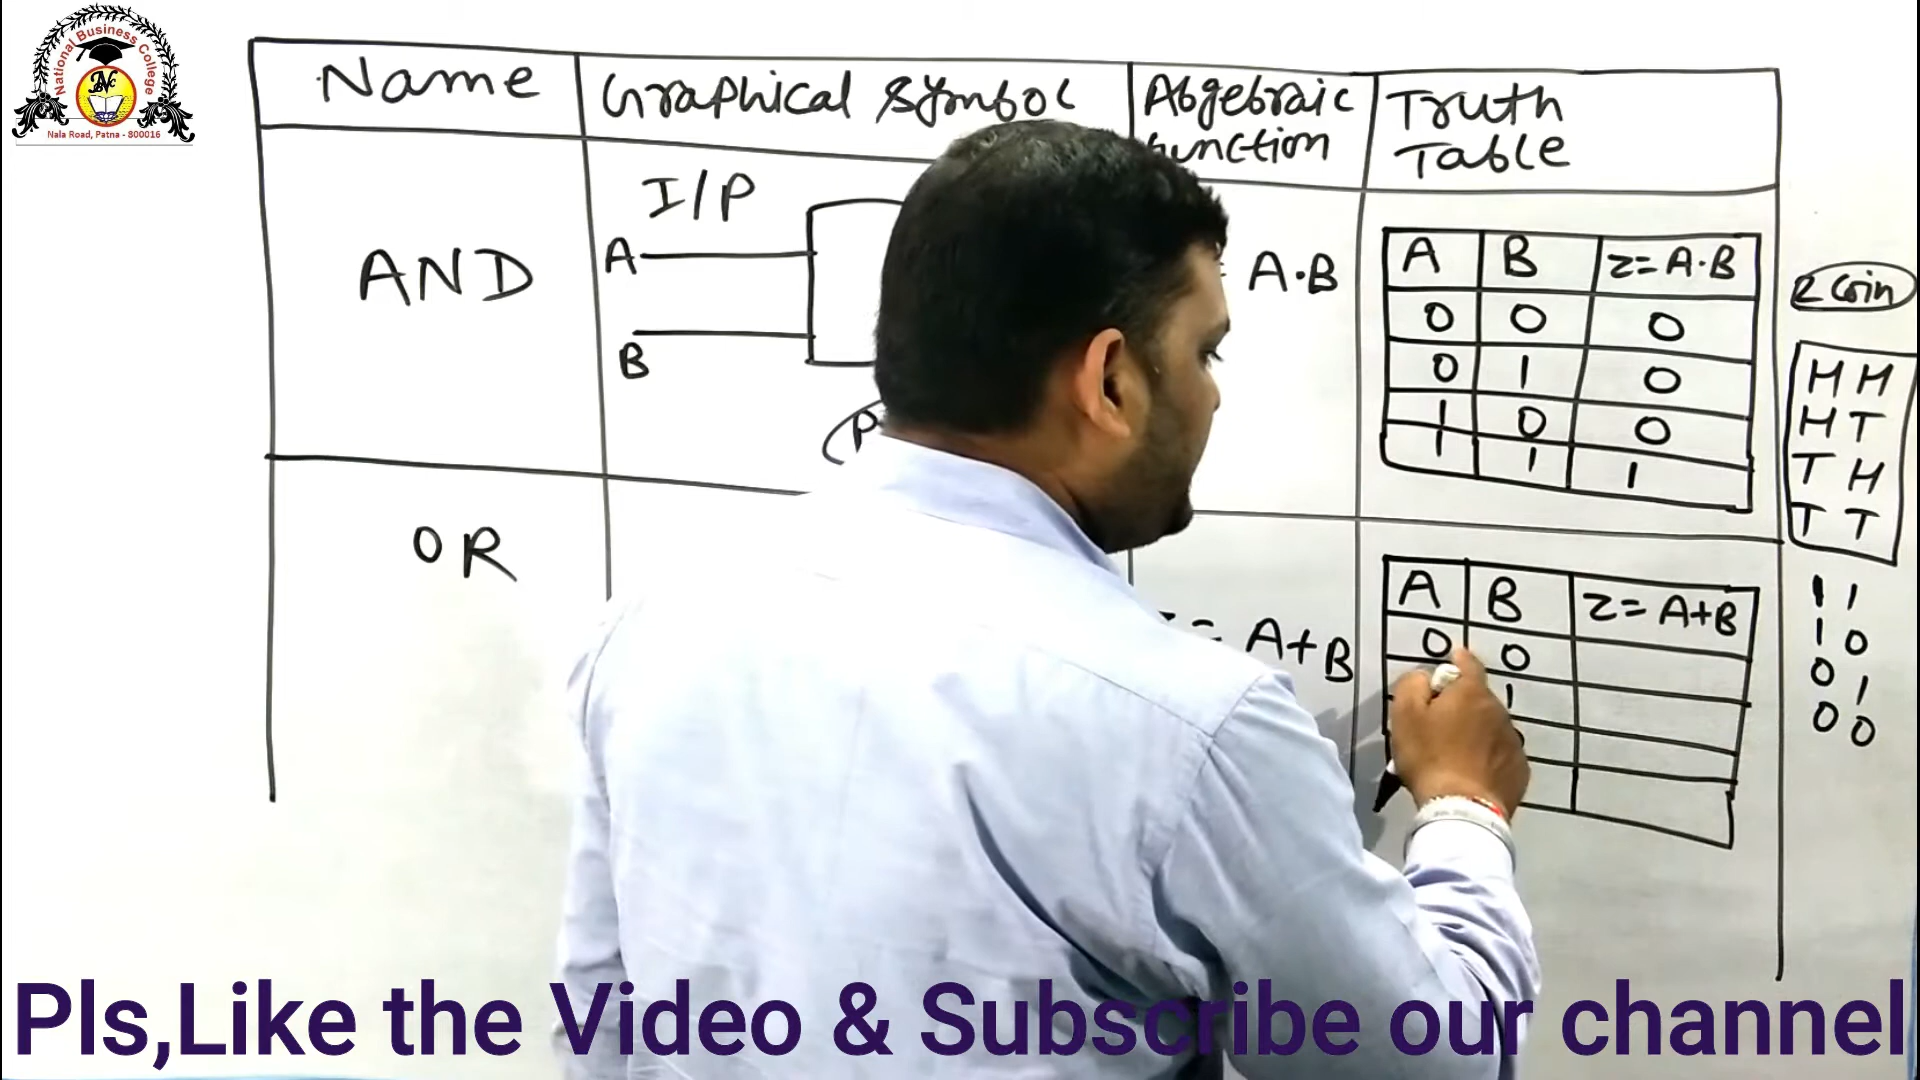 National Business College
NBC
Nala Road, Patna - 800016
Name
Graphical Symbol
Algebraic
function
Truth
Table
AND
I/P
A
B
A·B
A B Z=A·B
0 0 0
0 1 0
1 0 0
1 1 1
2 Coin
H H
H T
T H
T T
1 1
1 0
0 1
0 0
OR
= A+B
A B Z=A+B
0 0
1
Pls,Like the Video & Subscribe our channel